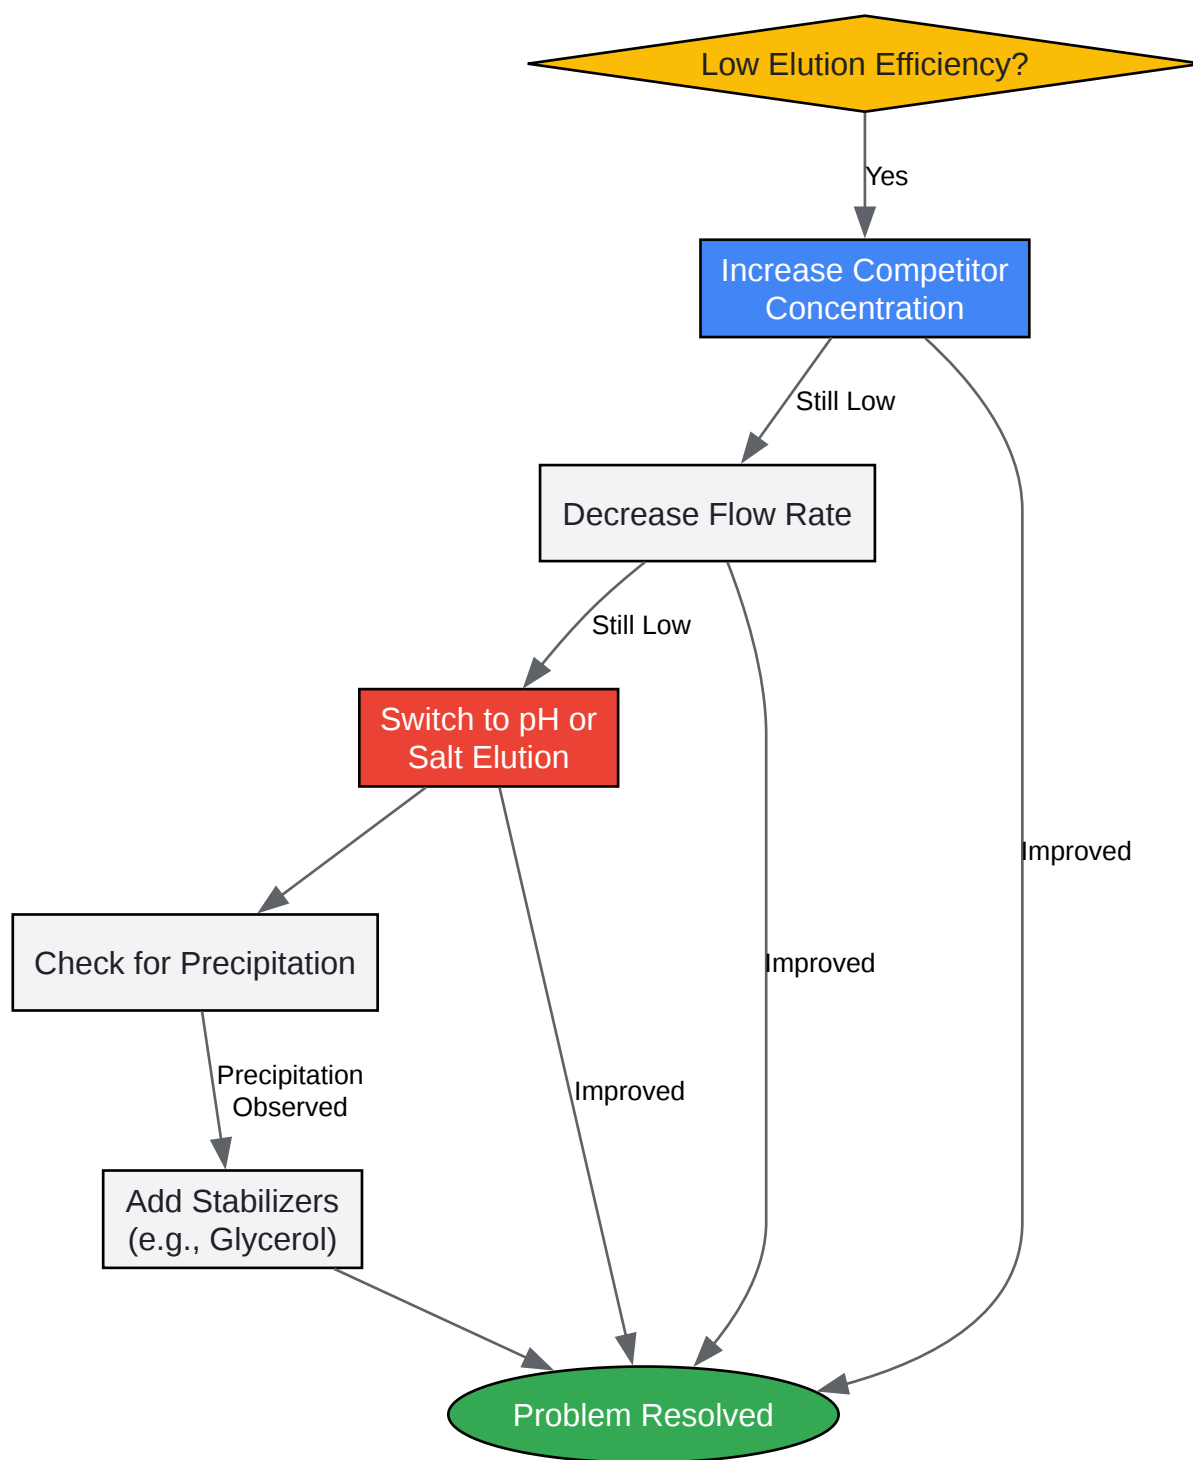 Low Elution Efficiency?
Yes
Increase Competitor
Concentration
Still Low
Decrease Flow Rate
Still Low
Switch to pH or
Salt Elution
Improved
Check for Precipitation
Improved
Precipitation
Observed
Improved
Add Stabilizers
(e.g., Glycerol)
Problem Resolved